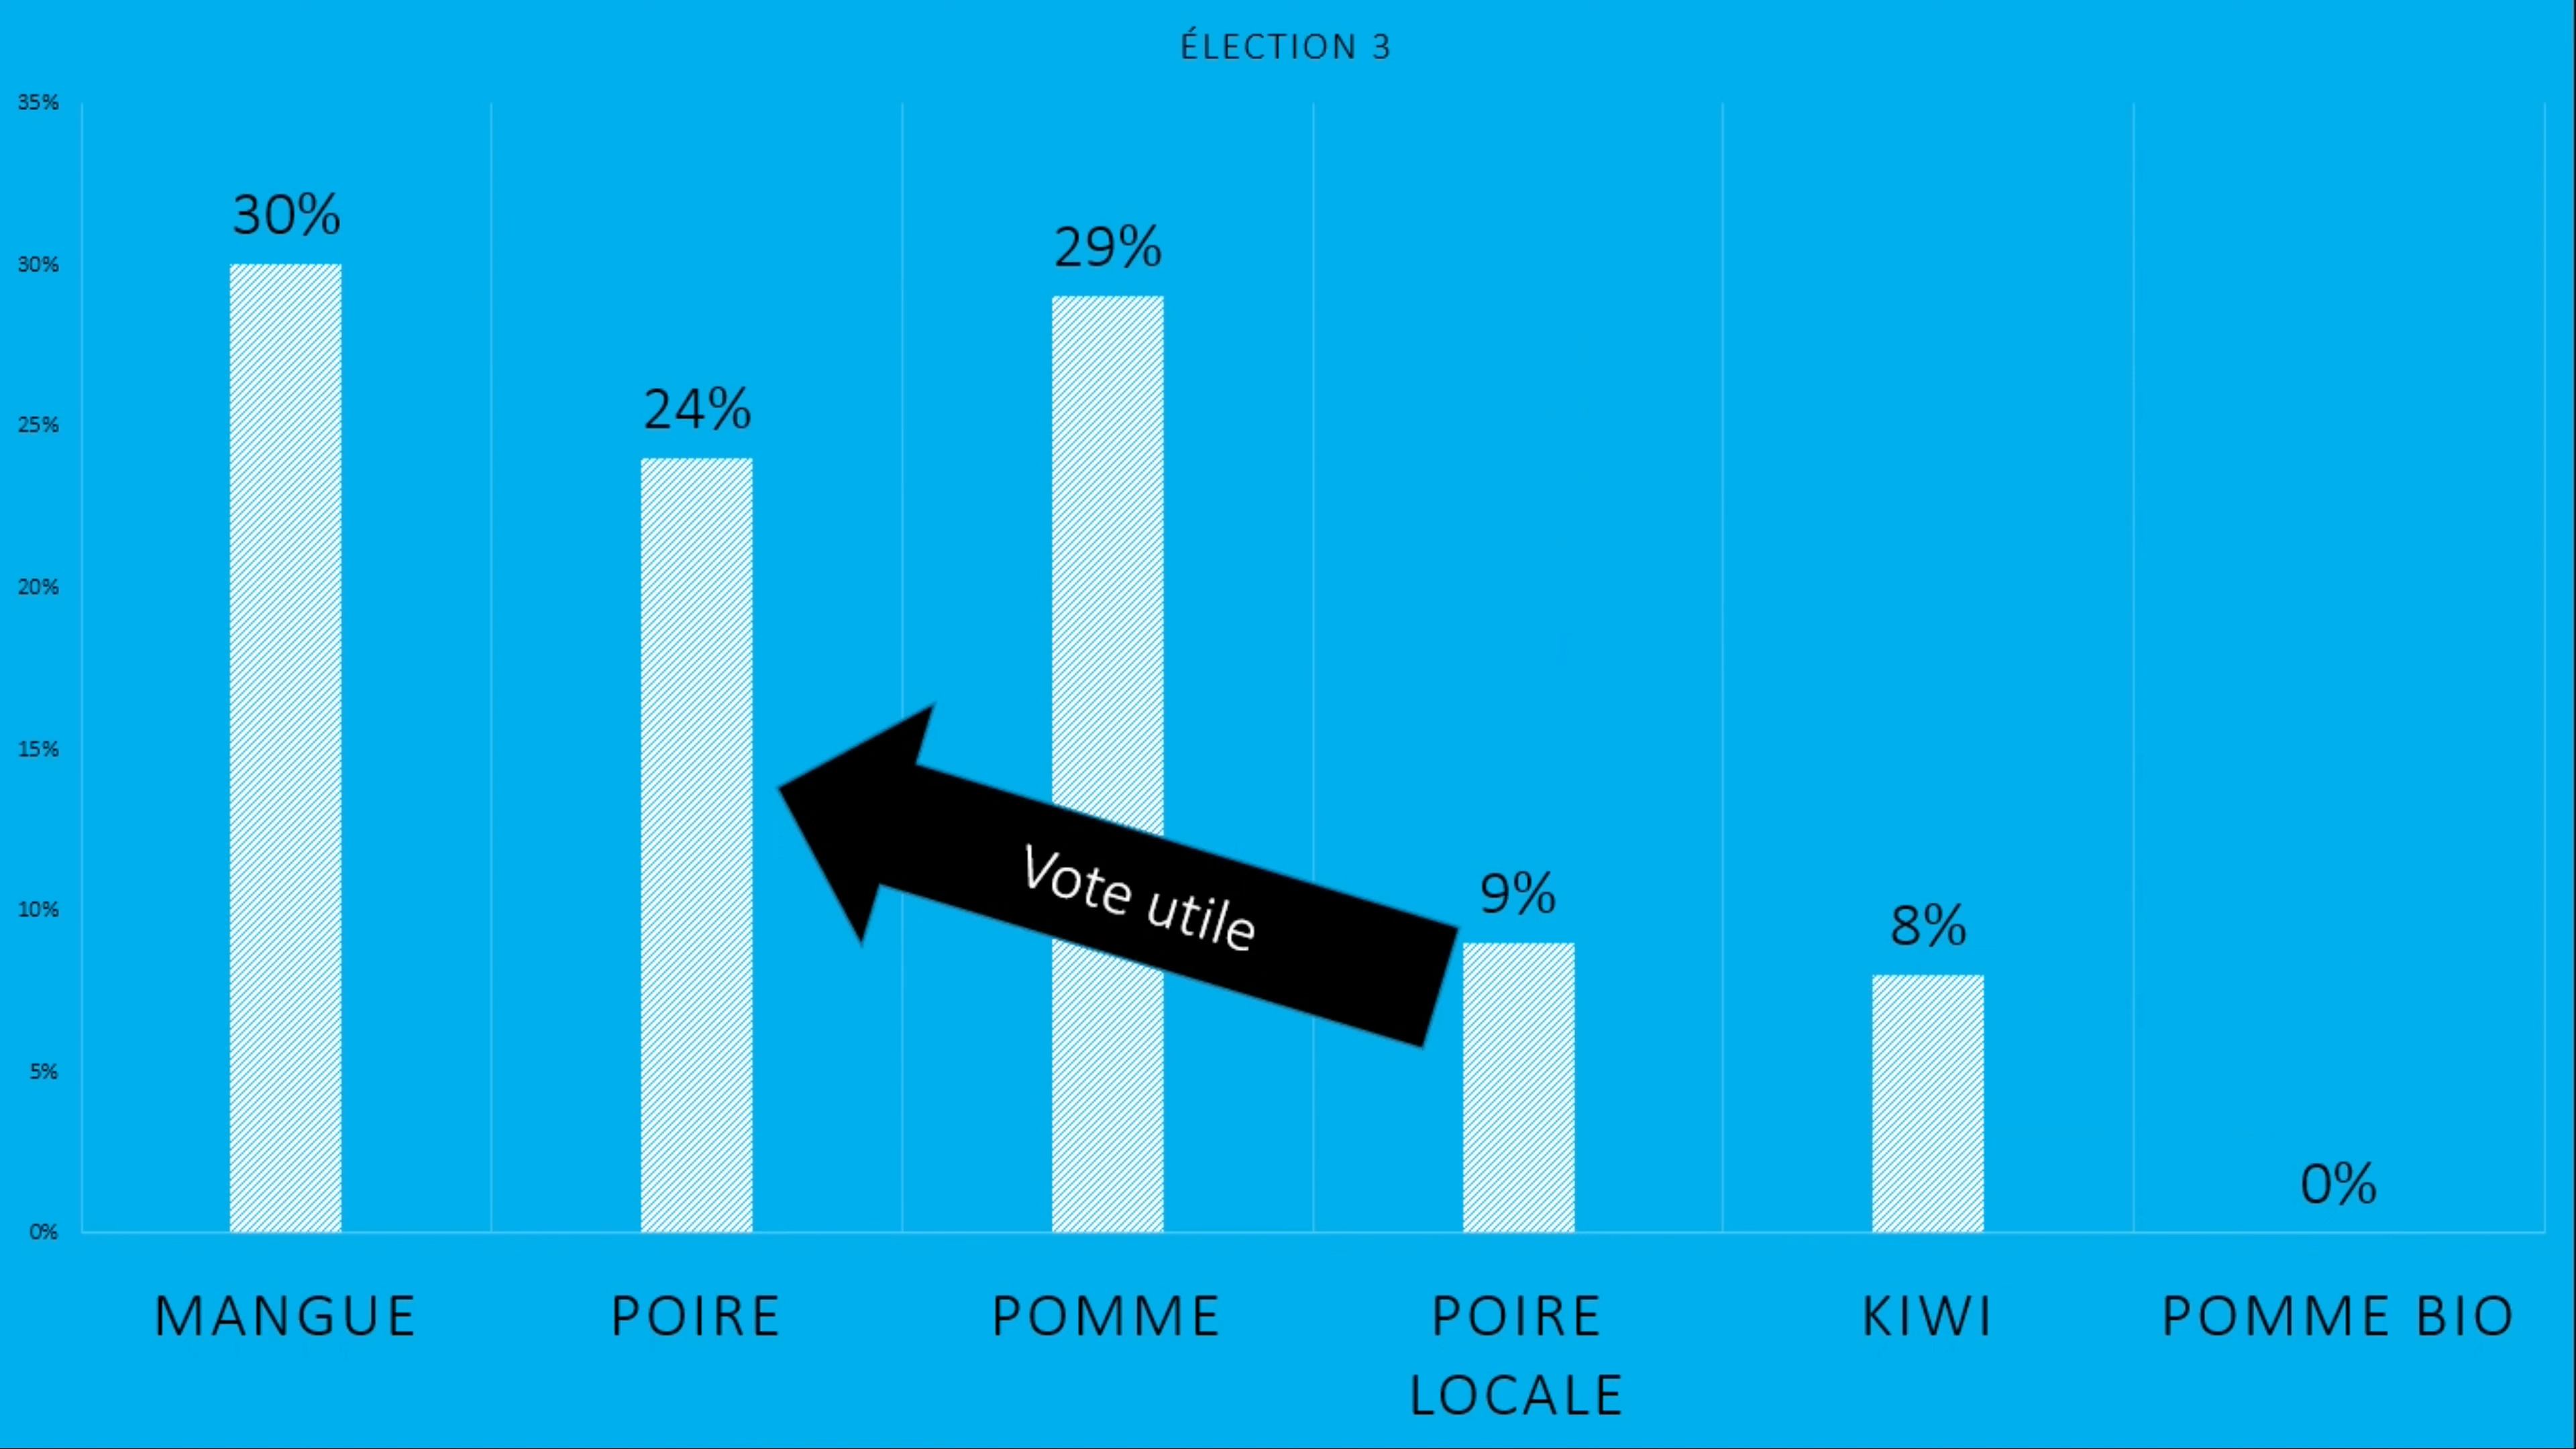 ÉLECTION 3
35%
30%
25%
20%
15%
10%
5%
0%
30%
24%
29%
9%
8%
0%
Vote utile
MANGUE
POIRE
POMME
POIRE
LOCALE
KIWI
POMME BIO